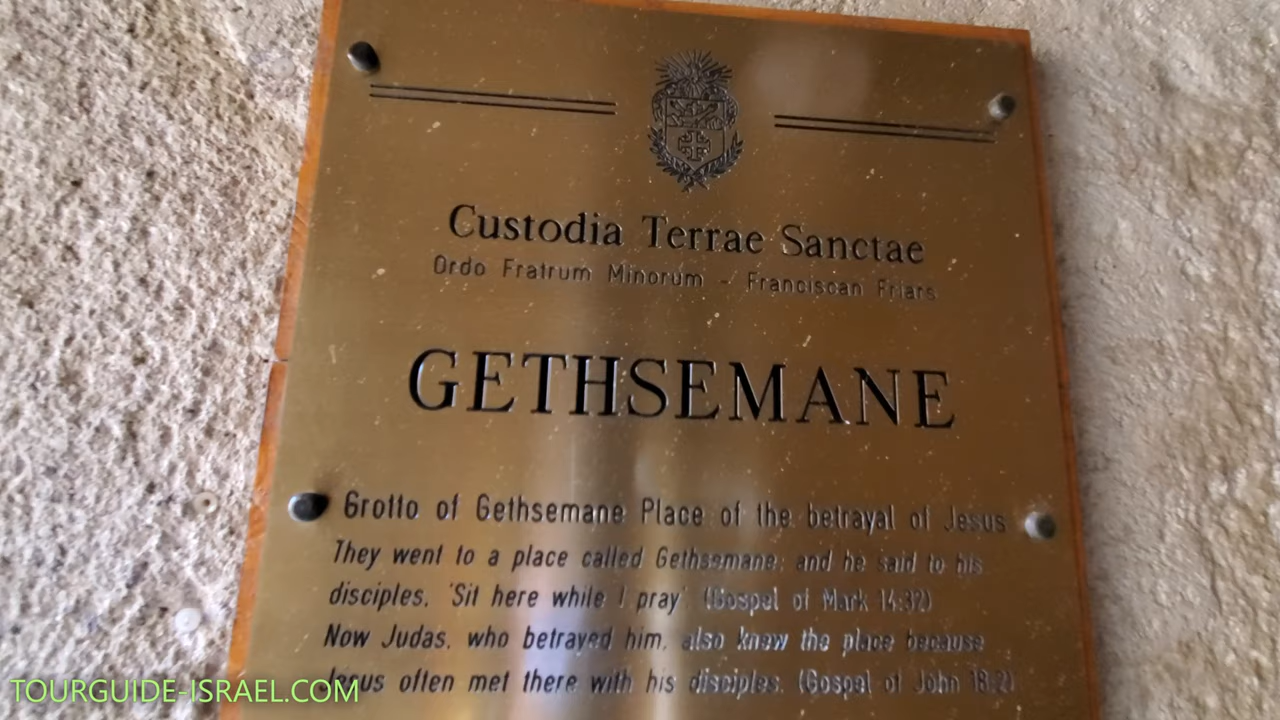 Custodia Terrae Sanctae
Ordo Fratrum Minorum - Franciscan Friars
GETHSEMANE
Grotto of Gethsemane Place of the betrayal of Jesus
They went to a place called Gethsemane; and he said to his
disciples, 'Sit here while I pray'. (Gospel of Mark 14:32)
Now Judas, who betrayed him, also knew the place because
Jesus often met there with his disciples. (Gospel of John 18:2)
TOURGUIDE-ISRAEL.COM